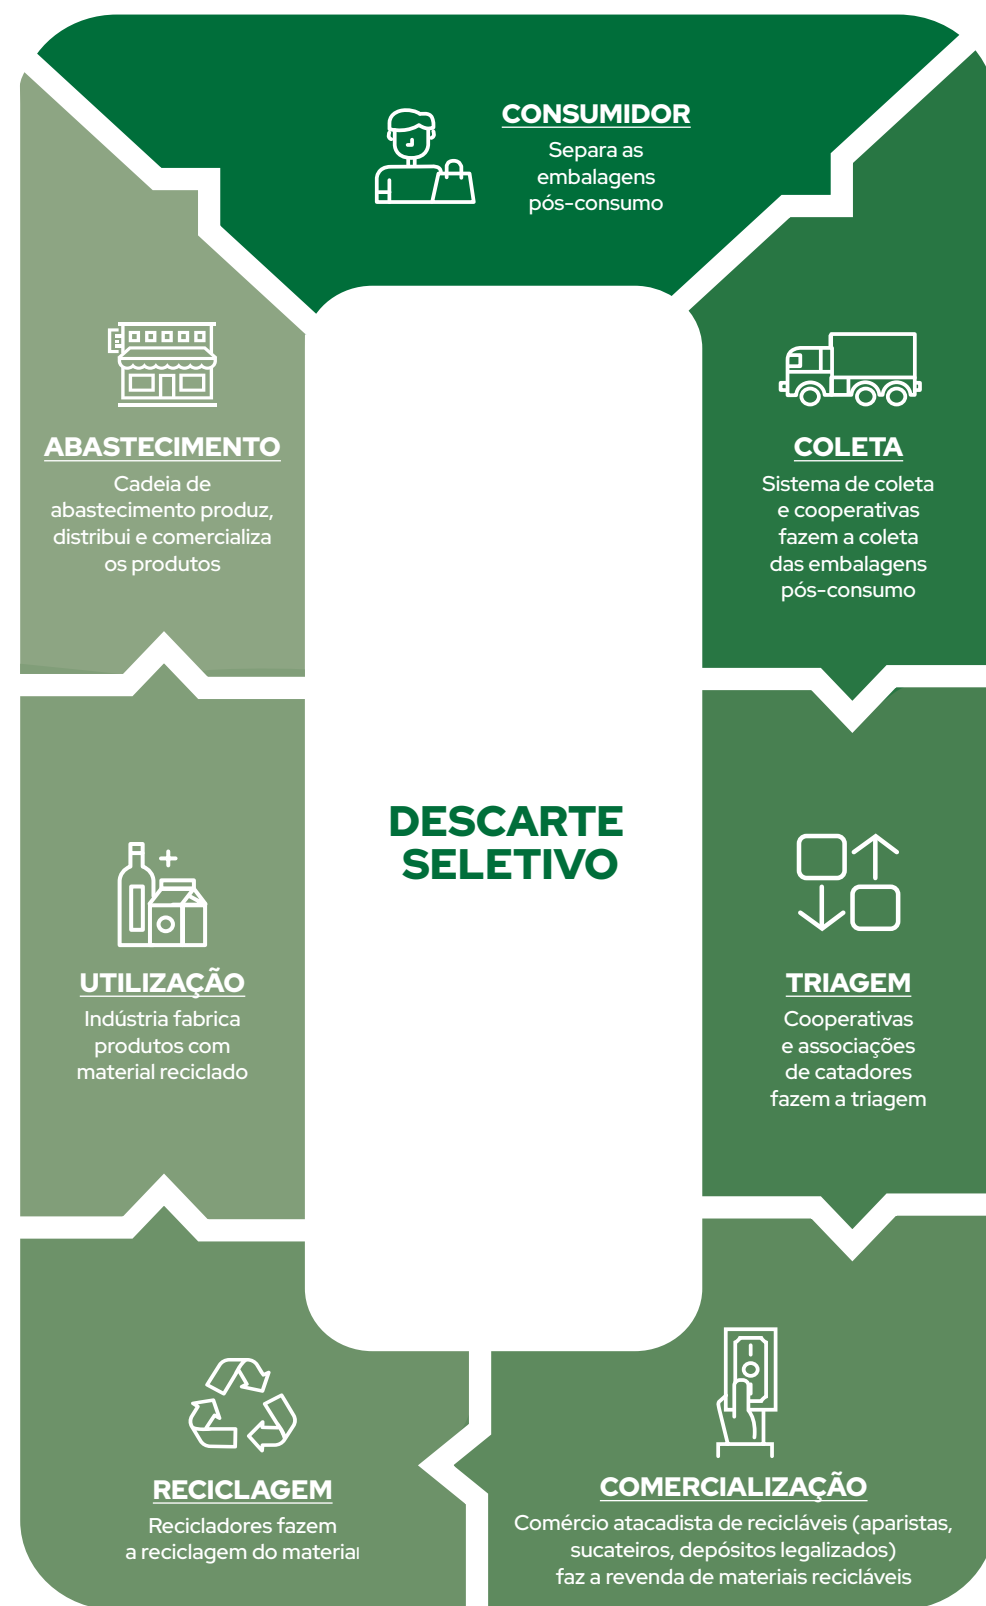 CONSUMIDOR
Separa as
embalagens
pós-consumo
COLETA
Sistema de coleta
e cooperativas
fazem a coleta
das embalagens
pós-consumo
TRIAGEM
Cooperativas
e associações
de catadores
fazem a triagem
COMERCIALIZAÇÃO
Comércio atacadista de recicláveis (aparistas,
sucateiros, depósitos legalizados)
faz a revenda de materiais recicláveis
RECICLAGEM
Recicladores fazem
a reciclagem do material
UTILIZAÇÃO
Indústria fabrica
produtos com
material reciclado
ABASTECIMENTO
Cadeia de
abastecimento produz,
distribui e comercializa
os produtos
DESCARTE
SELETIVO